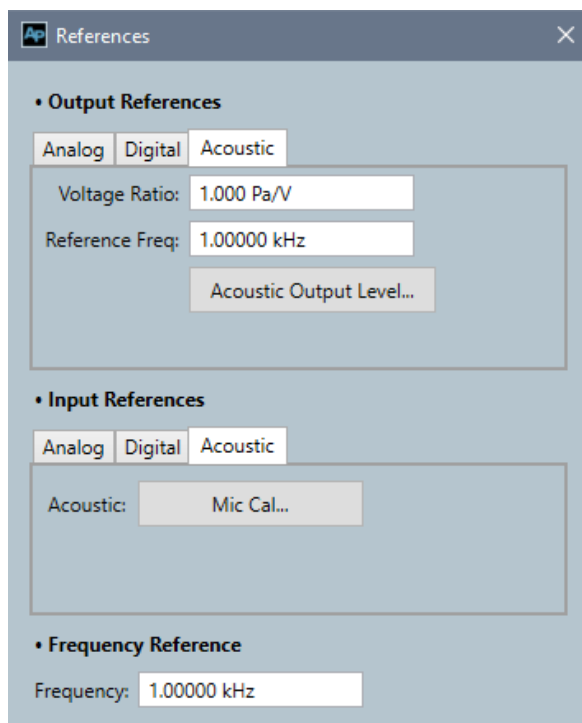 AP References
• Output References
Analog Digital Acoustic
Voltage Ratio: 1.000 Pa/V
Reference Freq: 1.00000 kHz
Acoustic Output Level...
• Input References
Analog Digital Acoustic
Acoustic: Mic Cal...
• Frequency Reference
Frequency: 1.00000 kHz